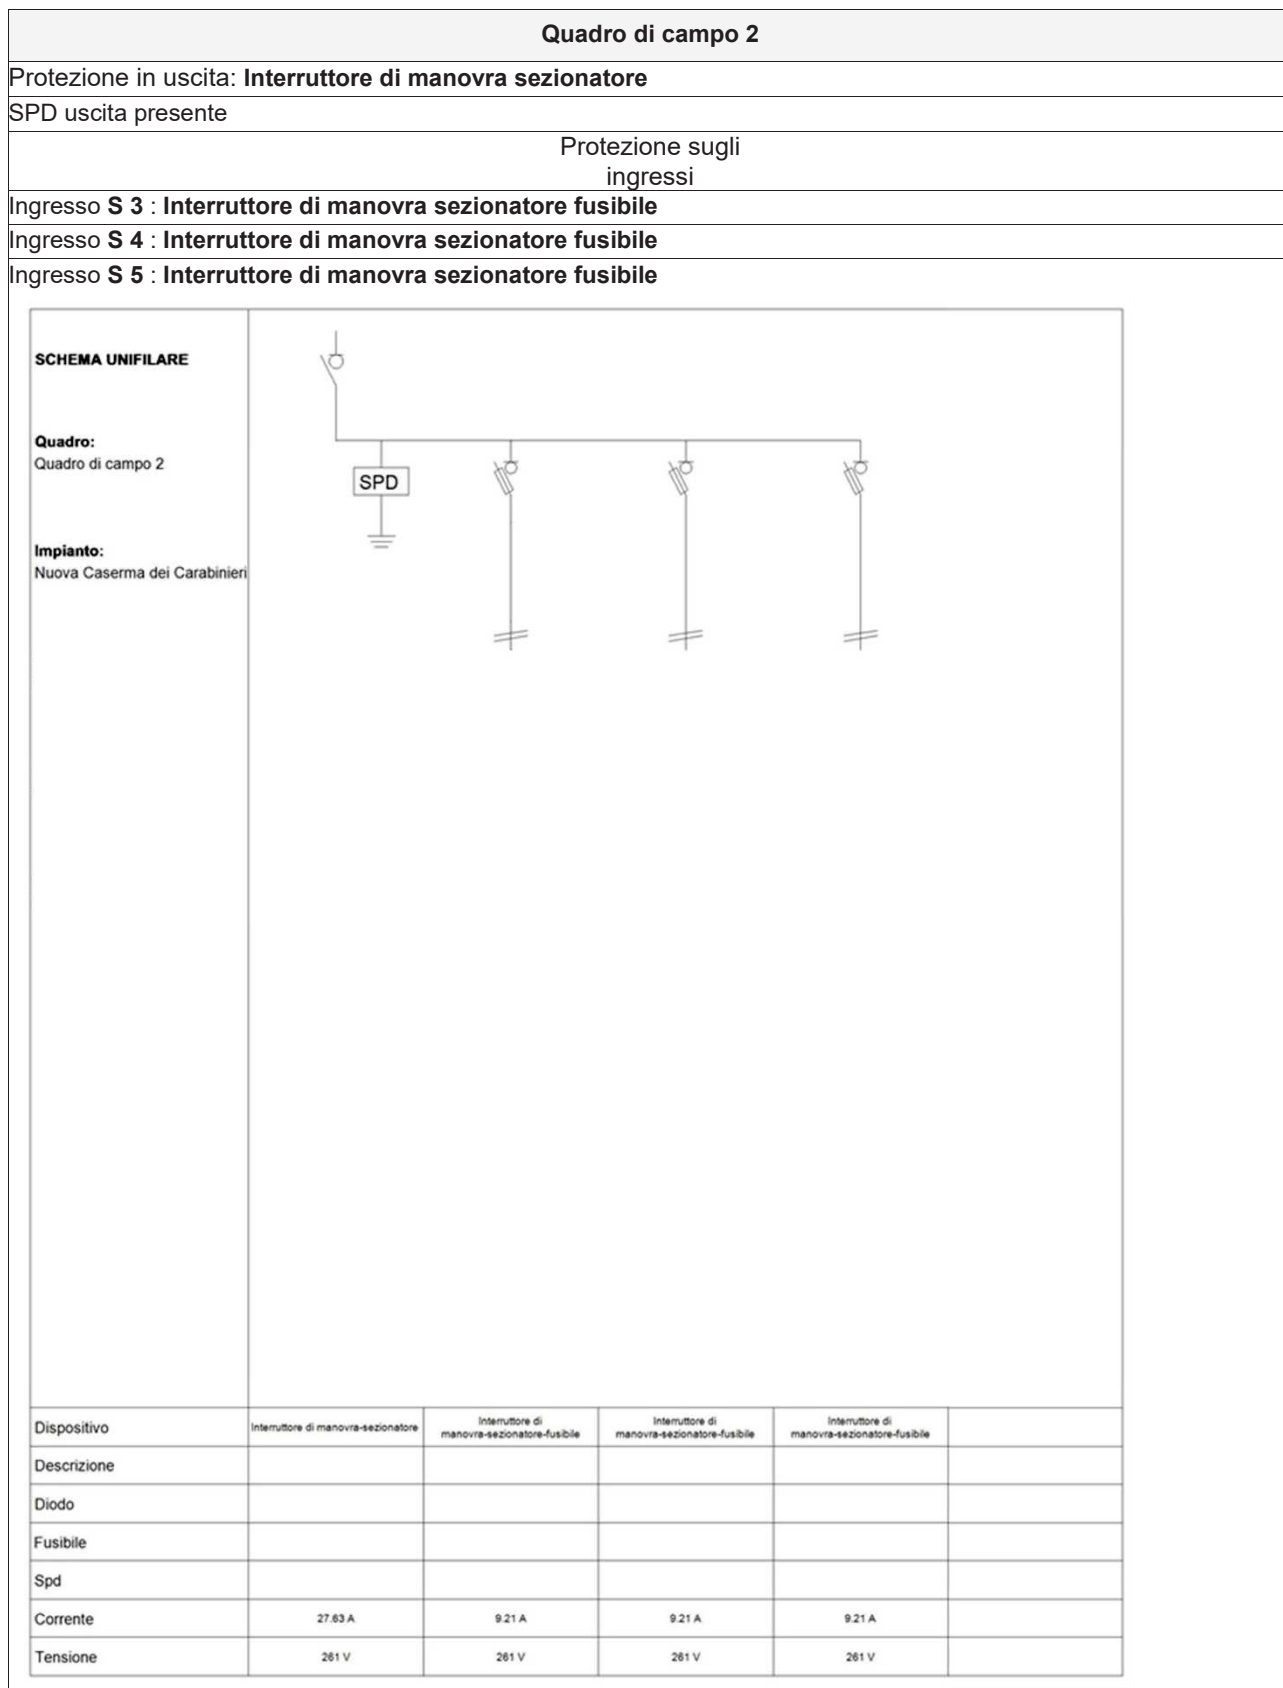 Quadro di campo 2
Protezione in uscita: Interruttore di manovra sezionatore
SPD uscita presente
Protezione sugli
ingressi
Ingresso S 3 : Interruttore di manovra sezionatore fusibile
Ingresso S 4 : Interruttore di manovra sezionatore fusibile
Ingresso S 5 : Interruttore di manovra sezionatore fusibile
SCHEMA UNIFILARE
Quadro:
Quadro di campo 2
SPD
Impianto:
Nuova Caserma dei Carabinieri
Dispositivo Interruttore di manovra-sezionatore Interruttore di manovra-sezionatore-fusibile Interruttore di manovra-sezionatore-fusibile Interruttore di manovra-sezionatore-fusibile
Descrizione
Diodo
Fusibile
Spd
Corrente 27.63 A 9.21 A 9.21 A 9.21 A
Tensione 261 V 261 V 261 V 261 V